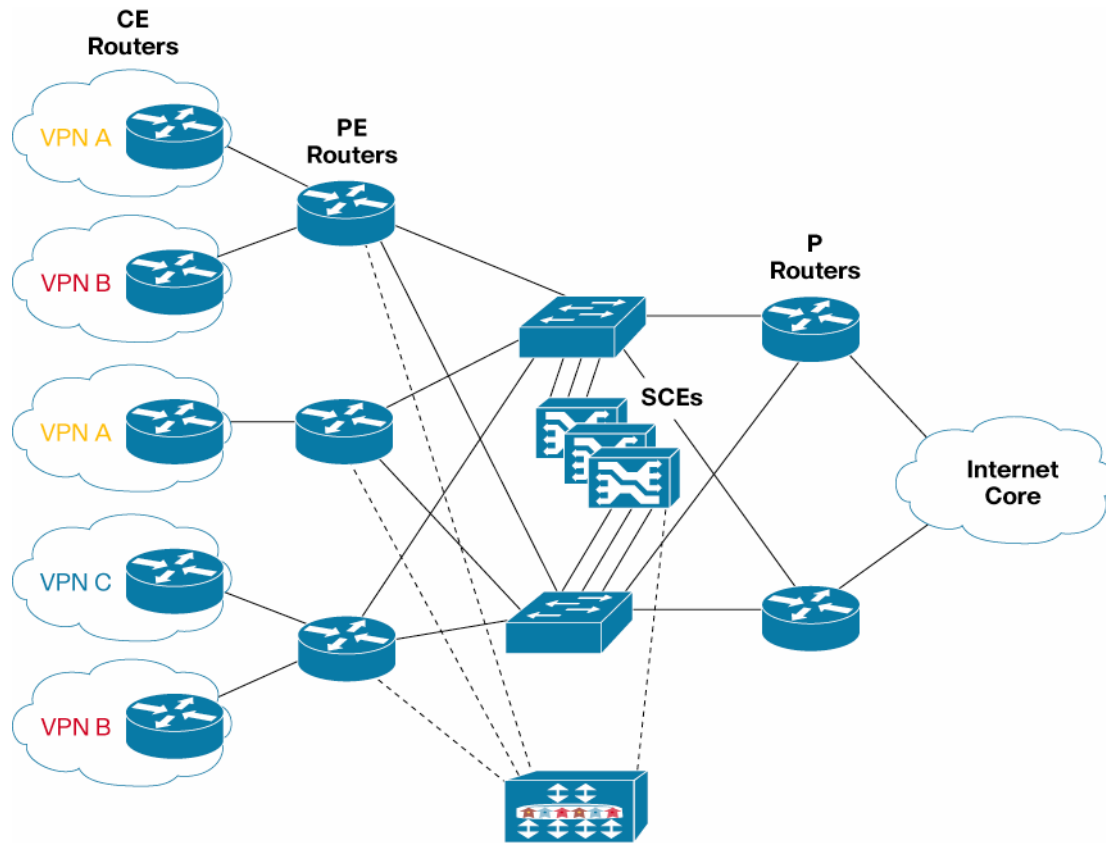 CE
Routers
VPN A
PE
Routers
VPN B
P
Routers
VPN A
SCEs
Internet
Core
VPN C
VPN B